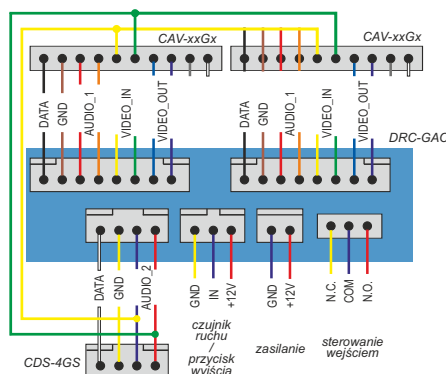 CAV-xxGx
CAV-xxGx
DATA
GND
AUDIO_1
VIDEO_IN
VIDEO_OUT
DATA
GND
AUDIO_1
VIDEO_IN
VIDEO_OUT
DRC-GAC
DATA
GND
AUDIO_2
GND
IN
+12V
GND
+12V
N.C.
COM
N.O.
CDS-4GS
czujnik
ruchu
/
przycisk
wyjścia
zasilanie
sterowanie
wejściem